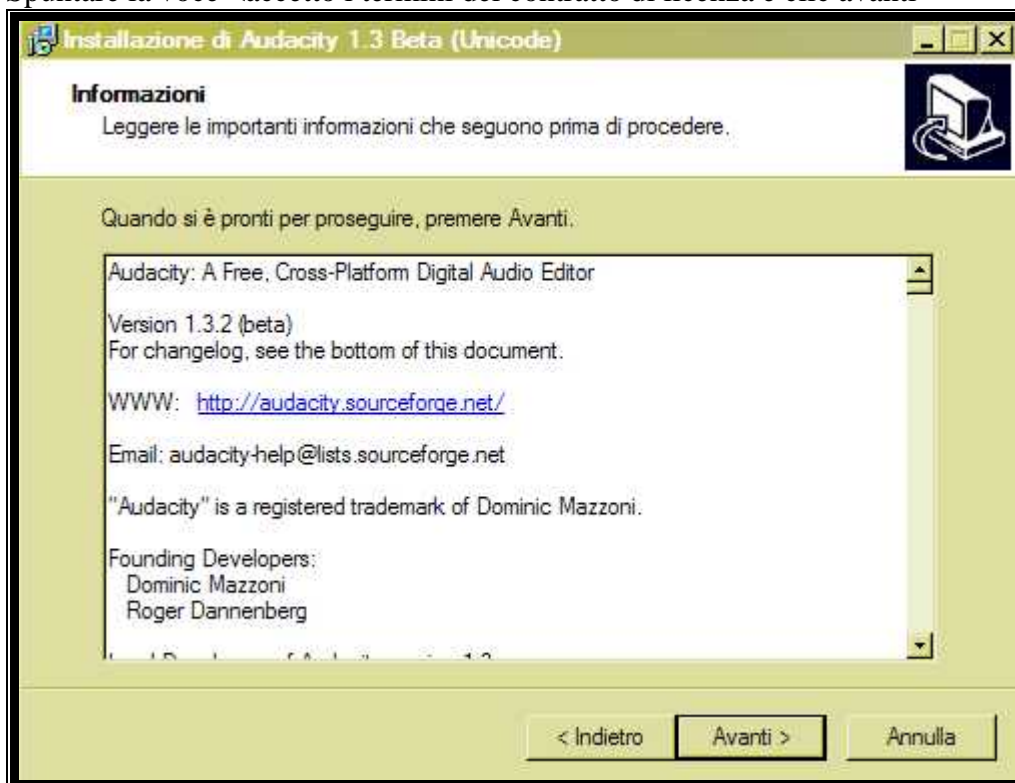 Installazione di Audacity 1.3 Beta (Unicode)
Informazioni
Leggere le importanti informazioni che seguono prima di procedere.
Quando si è pronti per proseguire, premere Avanti.
Audacity: A Free, Cross-Platform Digital Audio Editor
Version 1.3.2 (beta)
For changelog, see the bottom of this document.
WWW: http://audacity.sourceforge.net/
Email: audacity-help@lists.sourceforge.net
"Audacity" is a registered trademark of Dominic Mazzoni.
Founding Developers:
Dominic Mazzoni
Roger Dannenberg
< Indietro Avanti > Annulla